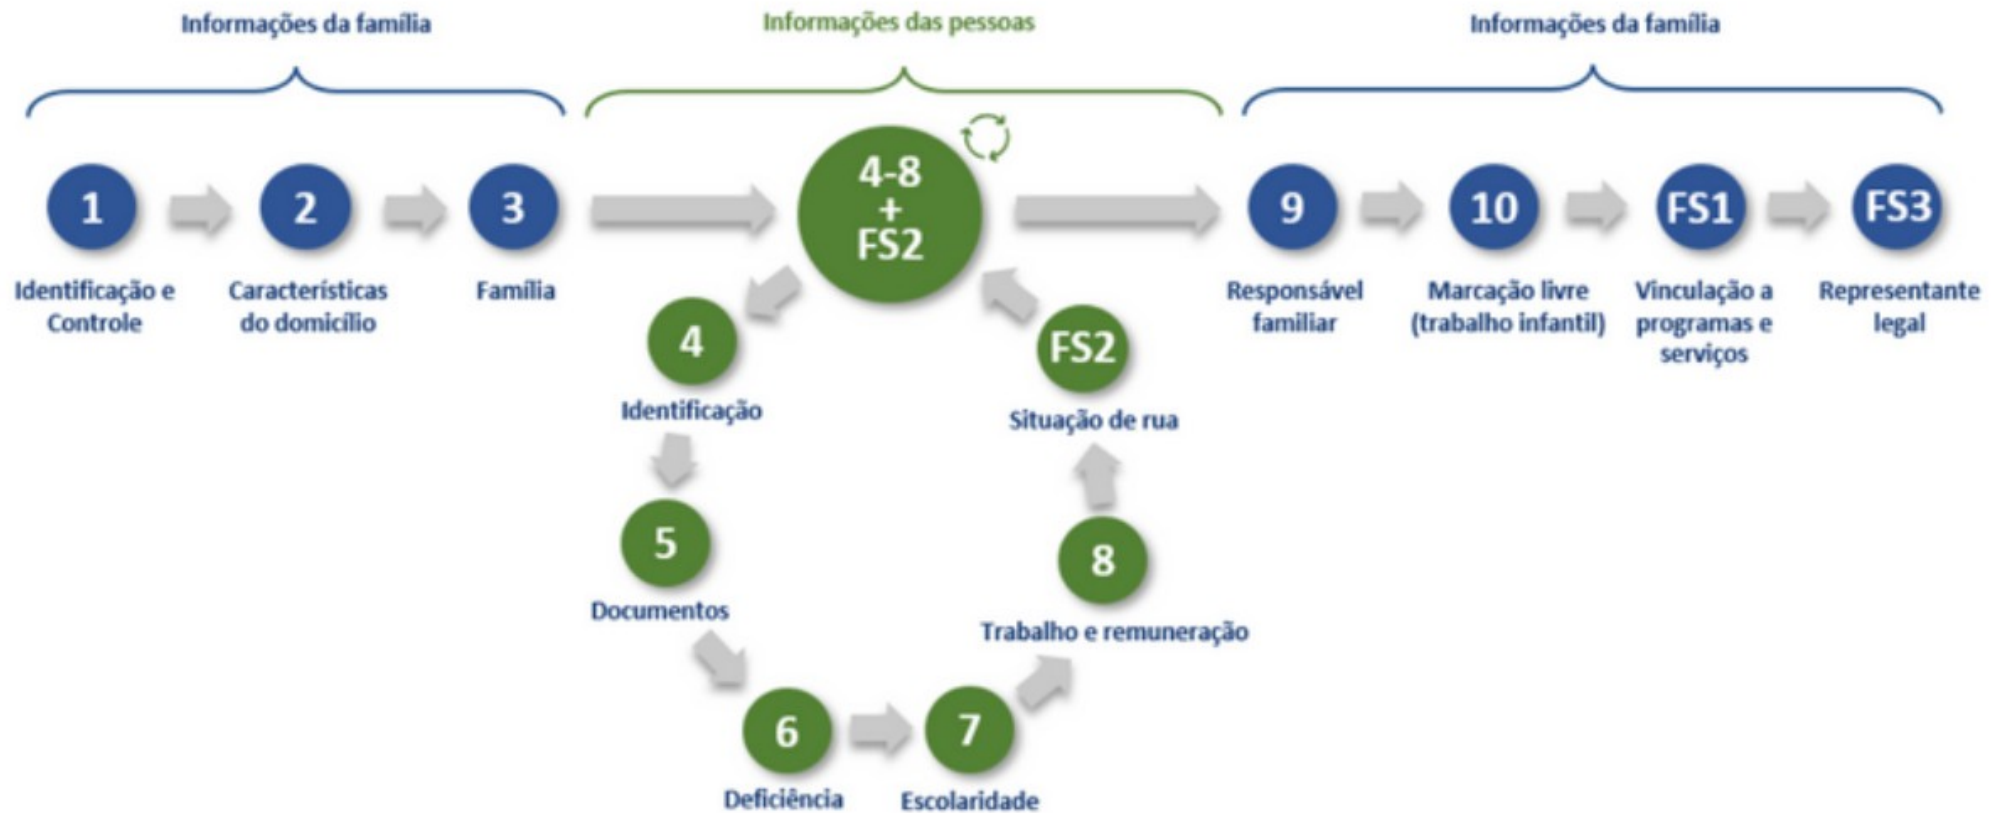 Informações da família
Informações das pessoas
Informações da família
1
2
3
4-8
+
FS2
9
10
FS1
FS3
Identificação e
Controle
Características
do domicílio
Família
Responsável
familiar
Marcação livre
(trabalho infantil)
Vinculação a
programas e
serviços
Representante
legal
4
Identificação
5
Documentos
6
Deficiência
7
Escolaridade
8
Trabalho e remuneração
FS2
Situação de rua